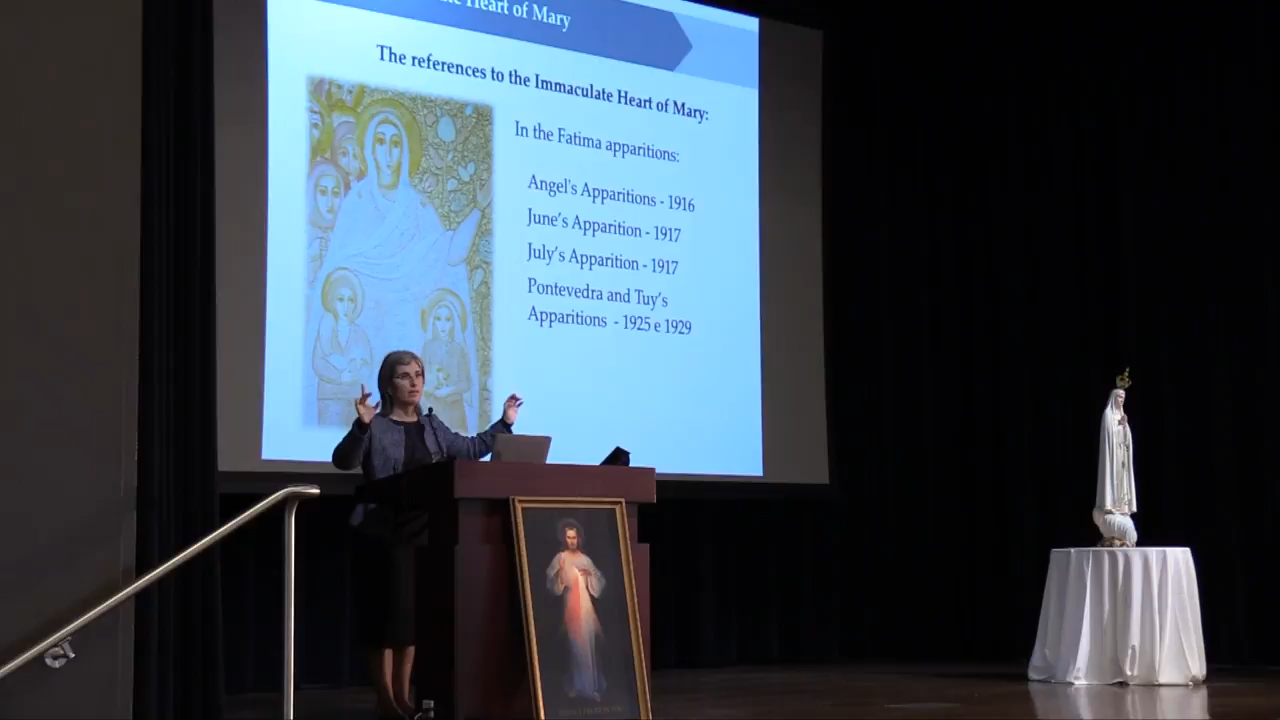 Heart of Mary
The references to the Immaculate Heart of Mary:
In the Fatima apparitions:
Angel's Apparitions - 1916
June's Apparition - 1917
July's Apparition - 1917
Pontevedra and Tuy's
Apparitions - 1925 e 1929